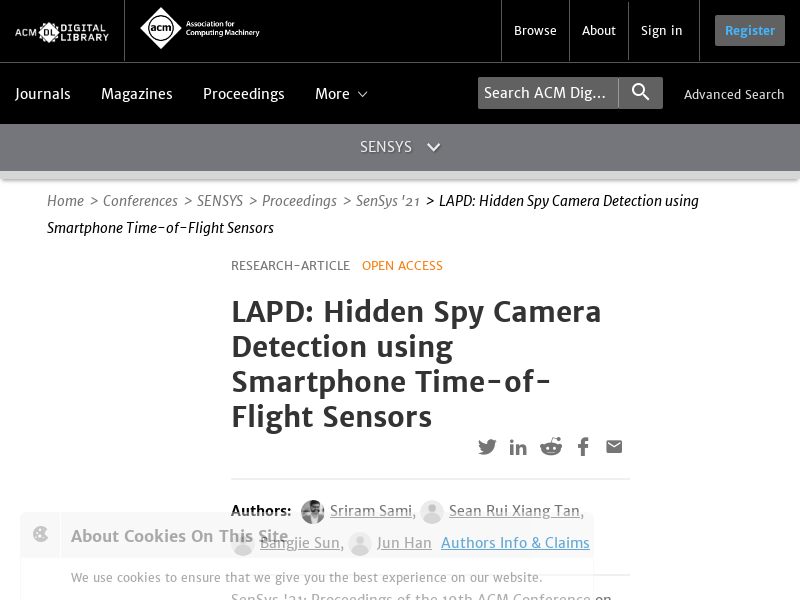 ACM DL DIGITAL LIBRARY
acm Association for Computing Machinery
Browse About Sign in Register
Journals Magazines Proceedings More Search ACM Dig... Advanced Search
SENSYS
Home > Conferences > SENSYS > Proceedings > SenSys '21 > LAPD: Hidden Spy Camera Detection using
Smartphone Time-of-Flight Sensors
RESEARCH-ARTICLE OPEN ACCESS
LAPD: Hidden Spy Camera
Detection using
Smartphone Time-of-
Flight Sensors
Authors: Sriram Sami, Sean Rui Xiang Tan,
Bangjie Sun, Jun Han Authors Info & Claims
About Cookies On This Site
We use cookies to ensure that we give you the best experience on our website.
SenSys '21: Proceedings of the 19th ACM Conference on